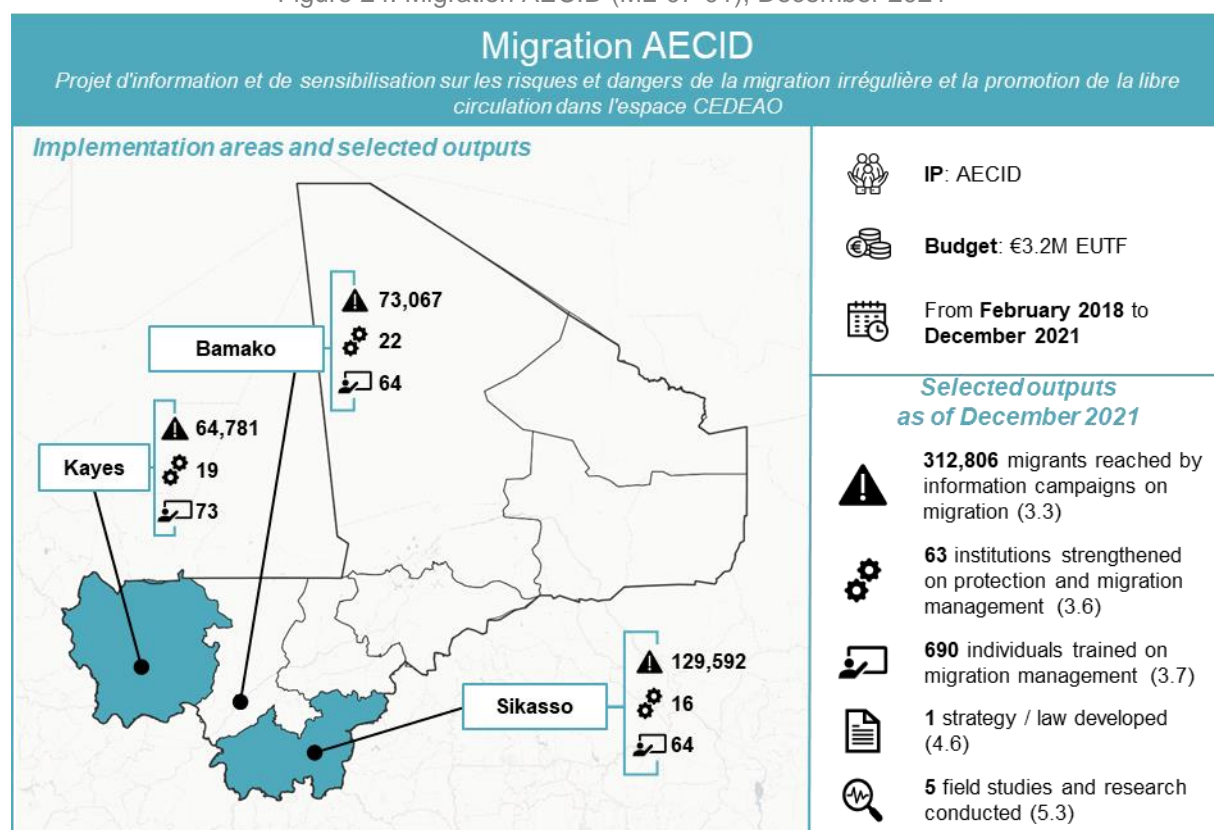 Migration AECID
Projet d'information et de sensibilisation sur les risques et dangers de la migration irrégulière et la promotion de la libre
circulation dans l'espace CEDEAO
Implementation areas and selected outputs
73,067
22
64
Bamako
64,781
19
73
Kayes
129,592
16
64
Sikasso
IP: AECID
Budget: €3.2M EUTF
From February 2018 to
December 2021
Selected outputs
as of December 2021
312,806 migrants reached by
information campaigns on
migration (3.3)
63 institutions strengthened
on protection and migration
management (3.6)
690 individuals trained on
migration management (3.7)
1 strategy / law developed
(4.6)
5 field studies and research
conducted (5.3)